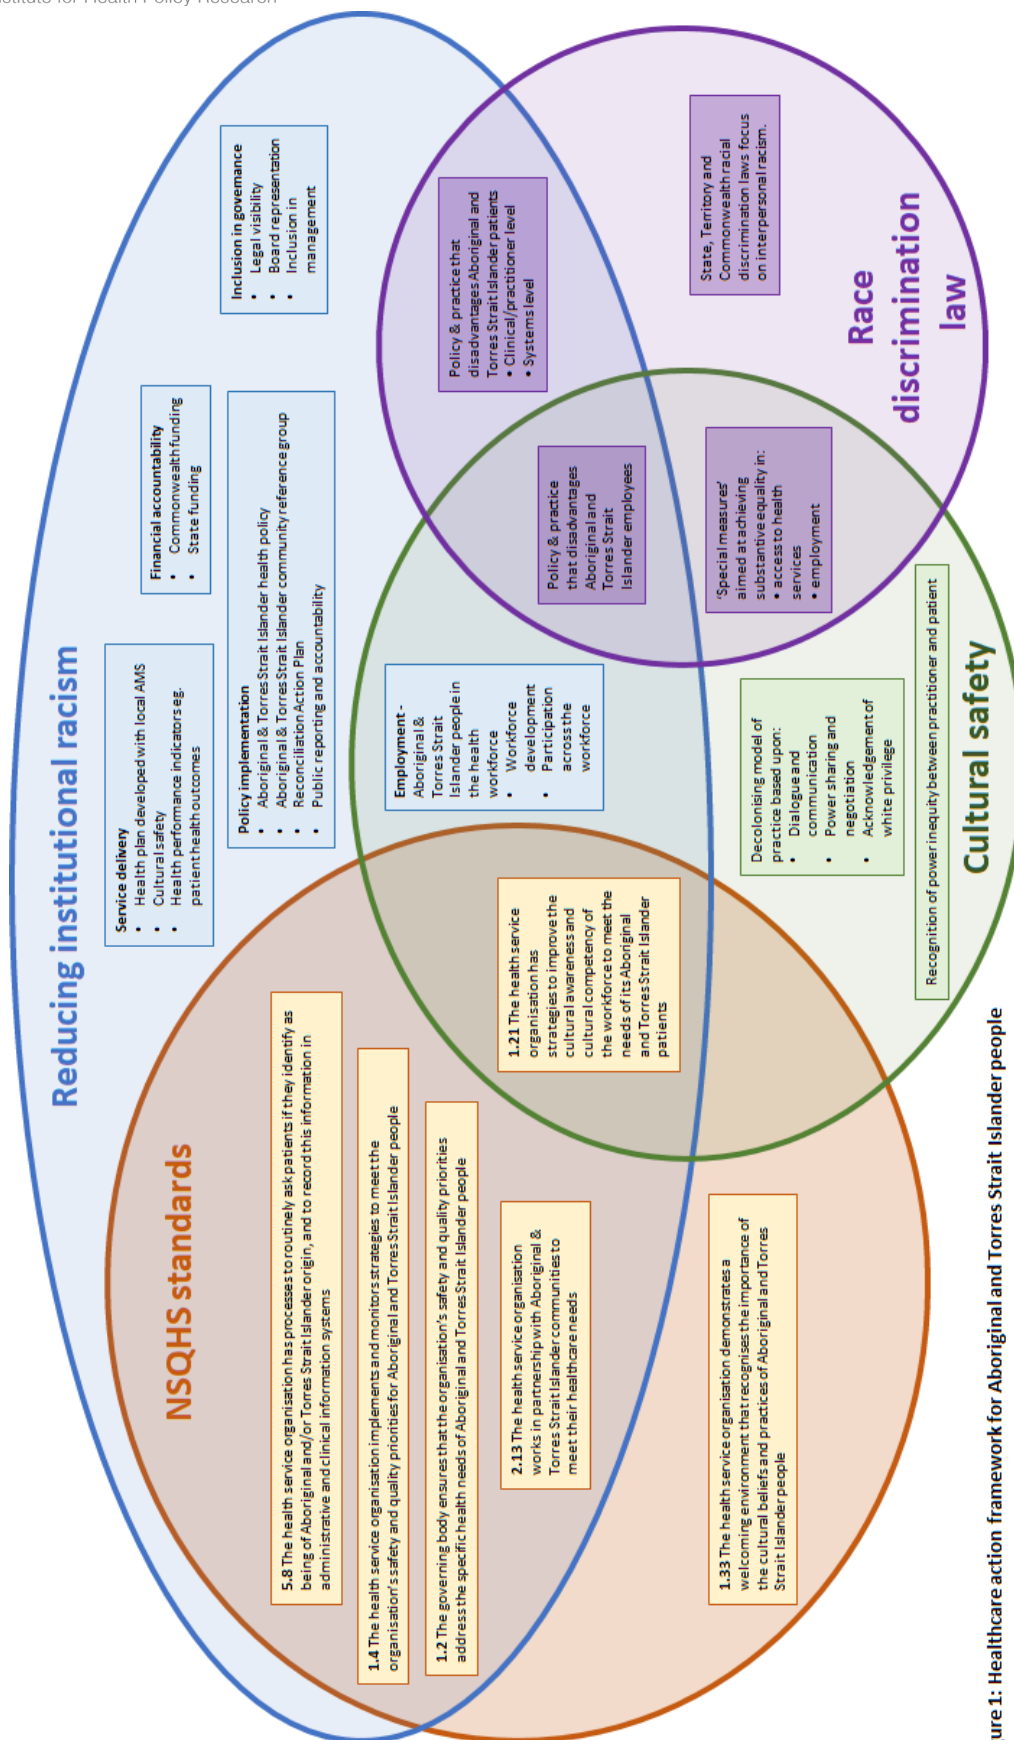 Institute for Health Policy Research
Reducing institutional racism
Service delivery
• Health plan developed with local AMS
• Cultural safety
• Health performance indicators eg.
patient health outcomes
Financial accountability
• Commonwealth funding
• State funding
Inclusion in governance
• Legal visibility
• Board representation
• Inclusion in
management
Policy implementation
• Aboriginal & Torres Strait Islander health policy
• Aboriginal & Torres Strait Islander community reference group
• Reconciliation Action Plan
• Public reporting and accountability
NSQHS standards
5.8 The health service organisation has processes to routinely ask patients if they identify as
being of Aboriginal and/or Torres Strait Islander origin, and to record this information in
administrative and clinical information systems
1.4 The health service organisation implements and monitors strategies to meet the
organisation's safety and quality priorities for Aboriginal and Torres Strait Islander people
1.2 The governing body ensures that the organisation's safety and quality priorities
address the specific health needs of Aboriginal and Torres Strait Islander people
2.13 The health service organisation
works in partnership with Aboriginal &
Torres Strait Islander communities to
meet their healthcare needs
1.21 The health service
organisation has
strategies to improve the
cultural awareness and
cultural competency of
the workforce to meet the
needs of its Aboriginal
and Torres Strait Islander
patients
Employment -
Aboriginal &
Torres Strait
Islander people in
the health
workforce
• Workforce
development
• Participation
across the
workforce
Policy & practice that
disadvantages Aboriginal and
Torres Strait Islander patients
• Clinical/practitioner level
• Systems level
Policy & practice
that disadvantages
Aboriginal and
Torres Strait
Islander employees
1.33 The health service organisation demonstrates a
welcoming environment that recognises the importance of
the cultural beliefs and practices of Aboriginal and Torres
Strait Islander people
Decolonising model of
practice based upon:
• Dialogue and
communication
• Power sharing and
negotiation
• Acknowledgement of
white privilege
'Special measures'
aimed at achieving
substantive equality in:
• access to health
services
• employment
State, Territory and
Commonwealth racial
discrimination laws focus
on interpersonal racism.
Race
discrimination
law
Recognition of power inequity between practitioner and patient
Cultural safety
ure 1: Healthcare action framework for Aboriginal and Torres Strait Islander people